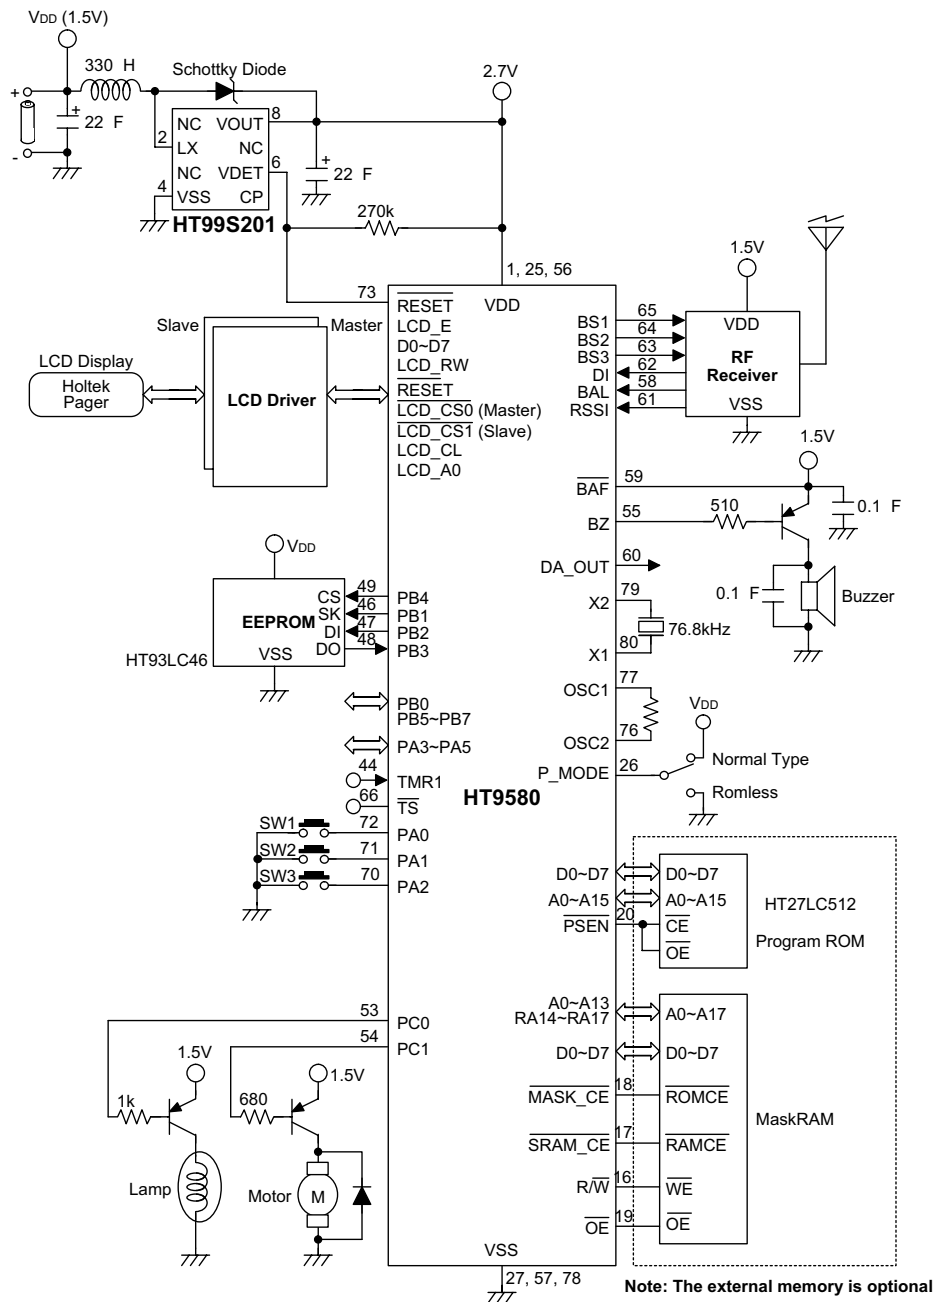 VDD (1.5V)
330 H
Schottky Diode
2.7V
+
-
+
22 F
NC VOUT 8
2 LX NC
NC VDET 6
4 VSS CP
HT99S201
+
22 F
270k
1, 25, 56
VDD
73
RESET
LCD_E
D0~D7
LCD_RW
RESET
LCD_CS0 (Master)
LCD_CS1 (Slave)
LCD_CL
LCD_A0
Slave
Master
LCD Display
Holtek
Pager
LCD Driver
BS1 65
BS2 64
BS3 63
DI 62
BAL 58
RSSI 61
1.5V
VDD
RF
Receiver
VSS
1.5V
BAF 59
BZ 55
510
0.1 F
DA_OUT 60
0.1 F
Buzzer
X2 79
76.8kHz
X1 80
OSC1 77
OSC2 76
VDD
P_MODE 26
Normal Type
Romless
VDD
CS 49 PB4
EEPROM SK 46 PB1
DI 47 PB2
VSS DO 48 PB3
HT93LC46
PB0
PB5~PB7
PA3~PA5
44 TMR1
66 TS
SW1 72 PA0
SW2 71 PA1
SW3 70 PA2
HT9580
D0~D7 D0~D7
A0~A15 A0~A15
PSEN 20 CE
OE
HT27LC512
Program ROM
A0~A13
RA14~RA17
A0~A17
D0~D7 D0~D7
MASK_CE 18 ROMCE
SRAM_CE 17 RAMCE
R/W 16 WE
OE 19 OE
MaskRAM
53 PC0
54 PC1
1.5V
1k
Lamp
1.5V
680
Motor
M
VSS
27, 57, 78
Note: The external memory is optional